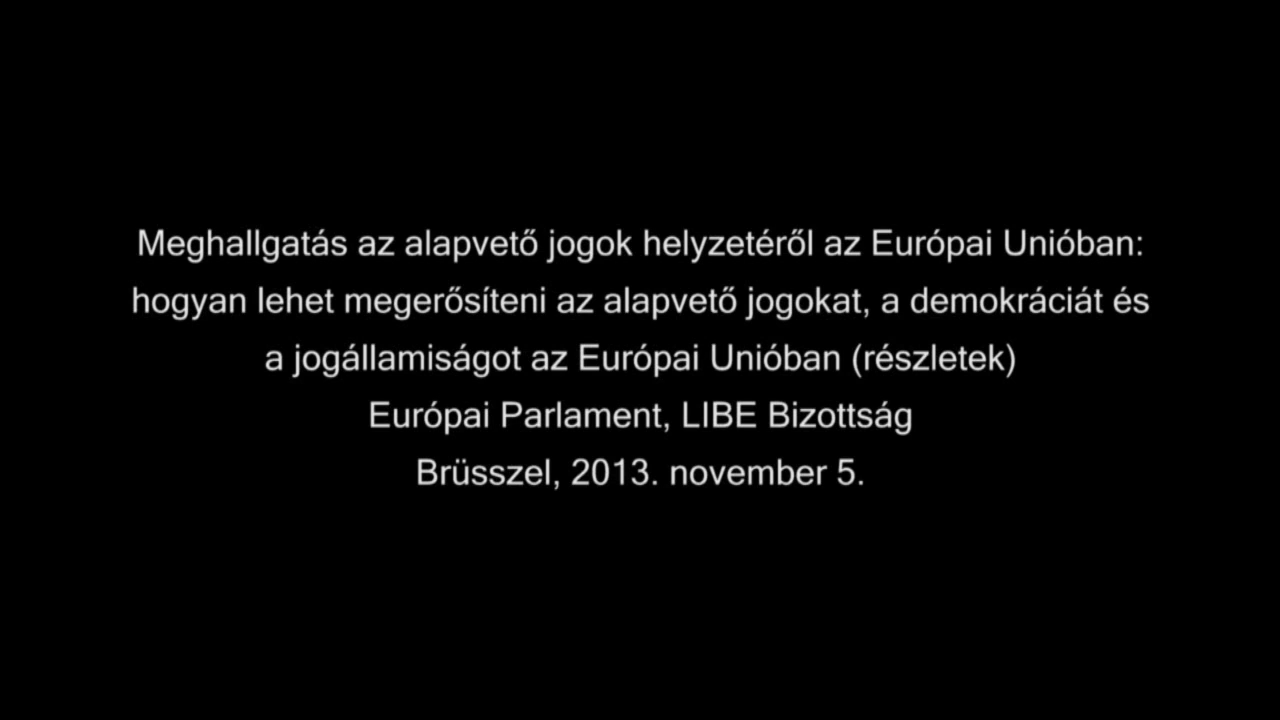 Meghallgatás az alapvető jogok helyzetéről az Európai Unióban:
hogyan lehet megerősíteni az alapvető jogokat, a demokráciát és
a jogállamiságot az Európai Unióban (részletek)
Európai Parlament, LIBE Bizottság
Brüsszel, 2013. november 5.